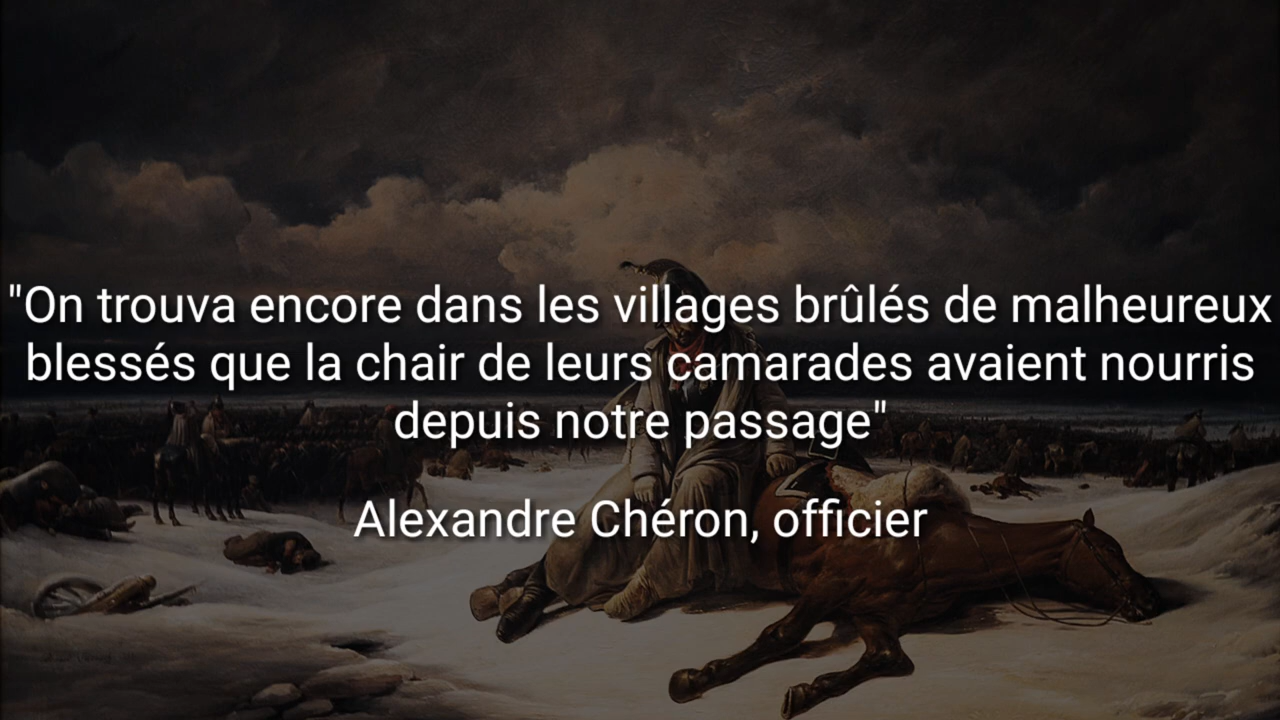 "On trouva encore dans les villages brûlés de malheureux
blessés que la chair de leurs camarades avaient nourris
depuis notre passage"
Alexandre Chéron, officier